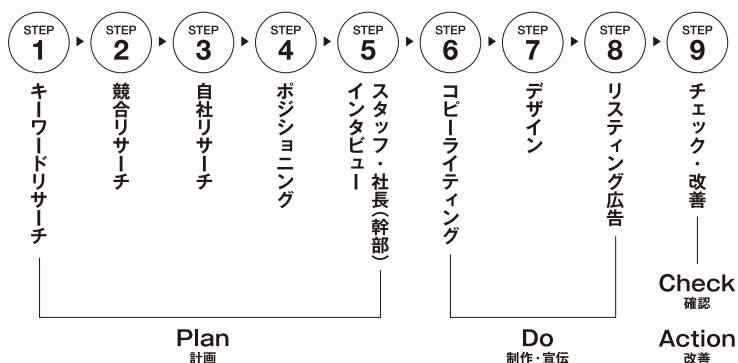 STEP
1
キーワードリサーチ
STEP
2
競合リサーチ
STEP
3
自社リサーチ
STEP
4
ポジショニング
STEP
5
スタッフ・社長(幹部)
インタビュー
STEP
6
コピーライティング
STEP
7
デザイン
STEP
8
リスティング広告
STEP
9
チェック・改善
Plan
計画
Do
制作・宣伝
Check
確認
Action
改善